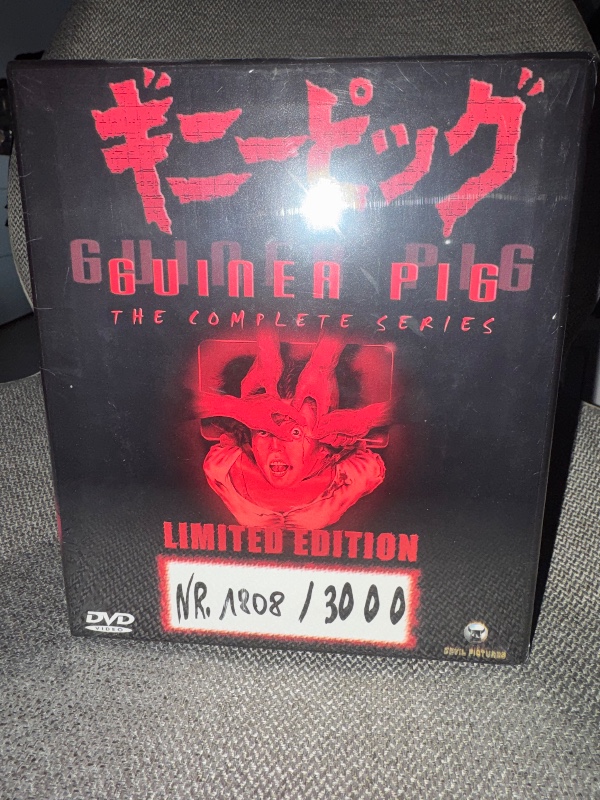 ギニーピッグ
GUINEA PIG
THE COMPLETE SERIES
LIMITED EDITION
NR. 1808 / 3000
DVD
VIDEO
DEVIL PICTURES